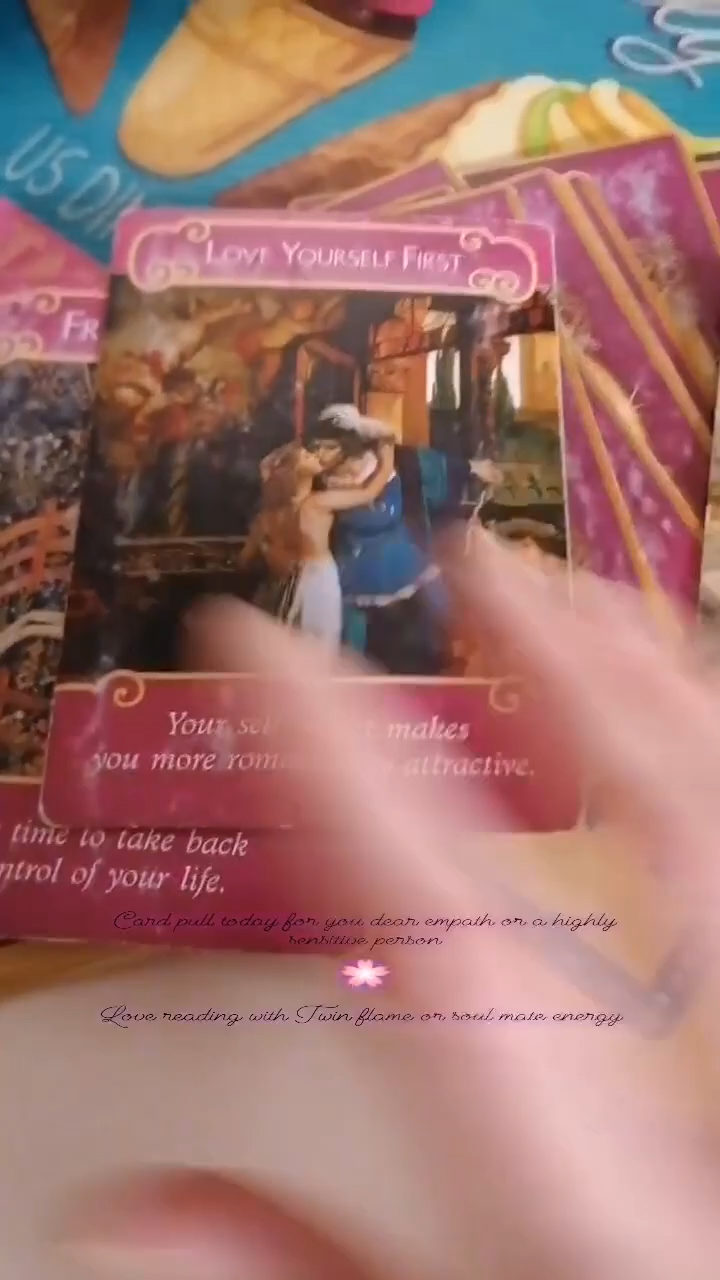 US DI
LOVE YOURSELF FIRST
FR
Your sel makes
you more rom attractive.
time to take back
ntrol of your life.
Card pull today for you dear empath or a highly
sensitive person
Love reading with Twin flame or soul mate energy